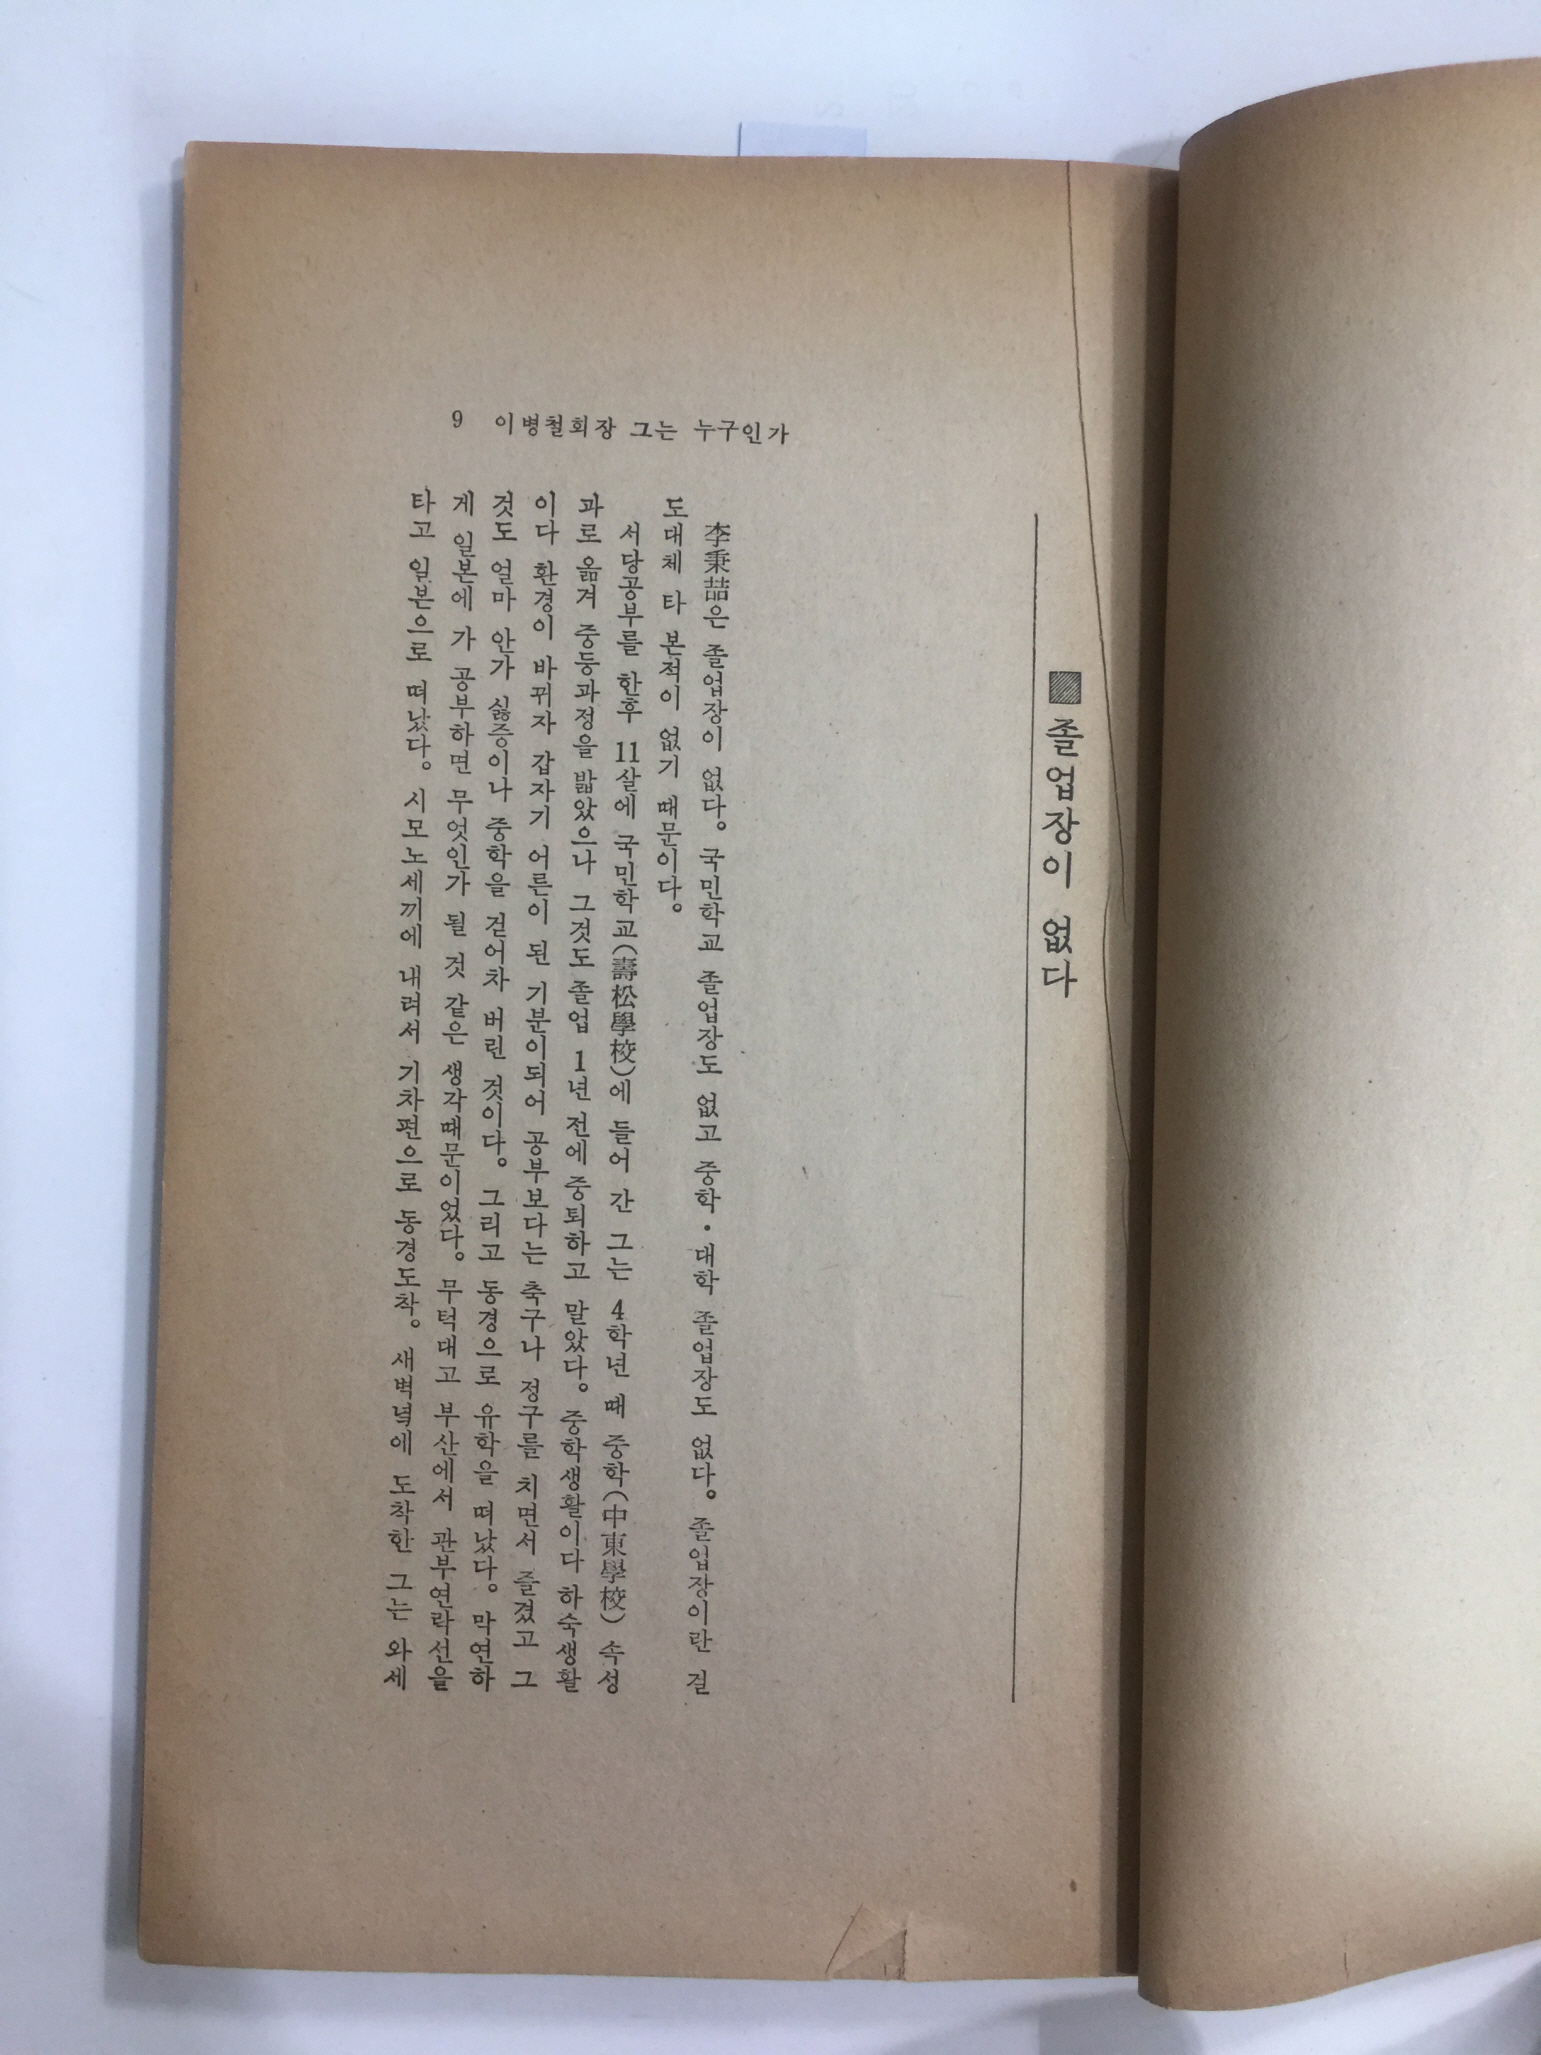 9 이병철회장 그는 누구인가
▨졸업장이 없다
李秉喆은 졸업장이 없다。 국민학교 졸업장도 없고 중학・대학 졸업장도 없다。 졸업장이란 걸
도대체 타 본적이 없기 때문이다。
서당공부를 한후 11살에 국민학교(壽松學校)에 들어 간 그는 4학년 때 중학(中東學校) 속성
과로 옮겨 중등과정을 밟았으나 그것도 졸업 1년 전에 중퇴하고 말았다。 중학생활이다 하숙생활
이다 환경이 바뀌자 갑자기 어른이 된 기분이되어 공부보다는 축구나 정구를 치면서 즐겼고 그
것도 얼마 안가 싫증이나 중학을 걷어차 버린 것이다。 그리고 동경으로 유학을 떠났다。 막연하
게 일본에 가 공부하면 무엇인가 될 것 같은 생각때문이었다。 무턱대고 부산에서 관부연락선을
타고 일본으로 떠났다。 시모노세끼에 내려서 기차편으로 동경도착。 새벽녘에 도착한 그는 와세